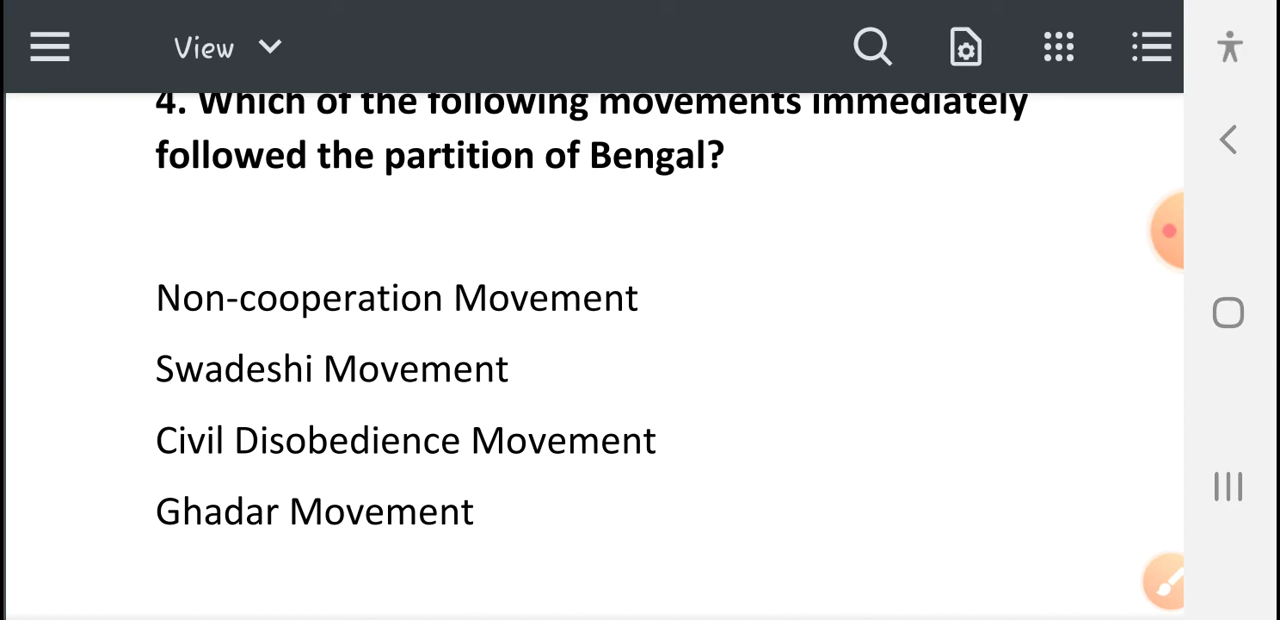 View
4. Which of the following movements immediately
followed the partition of Bengal?
Non-cooperation Movement
Swadeshi Movement
Civil Disobedience Movement
Ghadar Movement